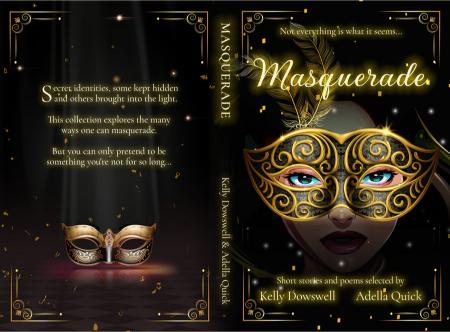 Secret identities, some kept hidden
and others brought into the light.
This collection explores the many
ways one can masquerade.
But you can only pretend to be
something you're not for so long...
MASQUERADE
Kelly Dowswell & Adella Quick
Not everything is what it seems...
Masquerade
Short stories and poems selected by
Kelly Dowswell Adella Quick